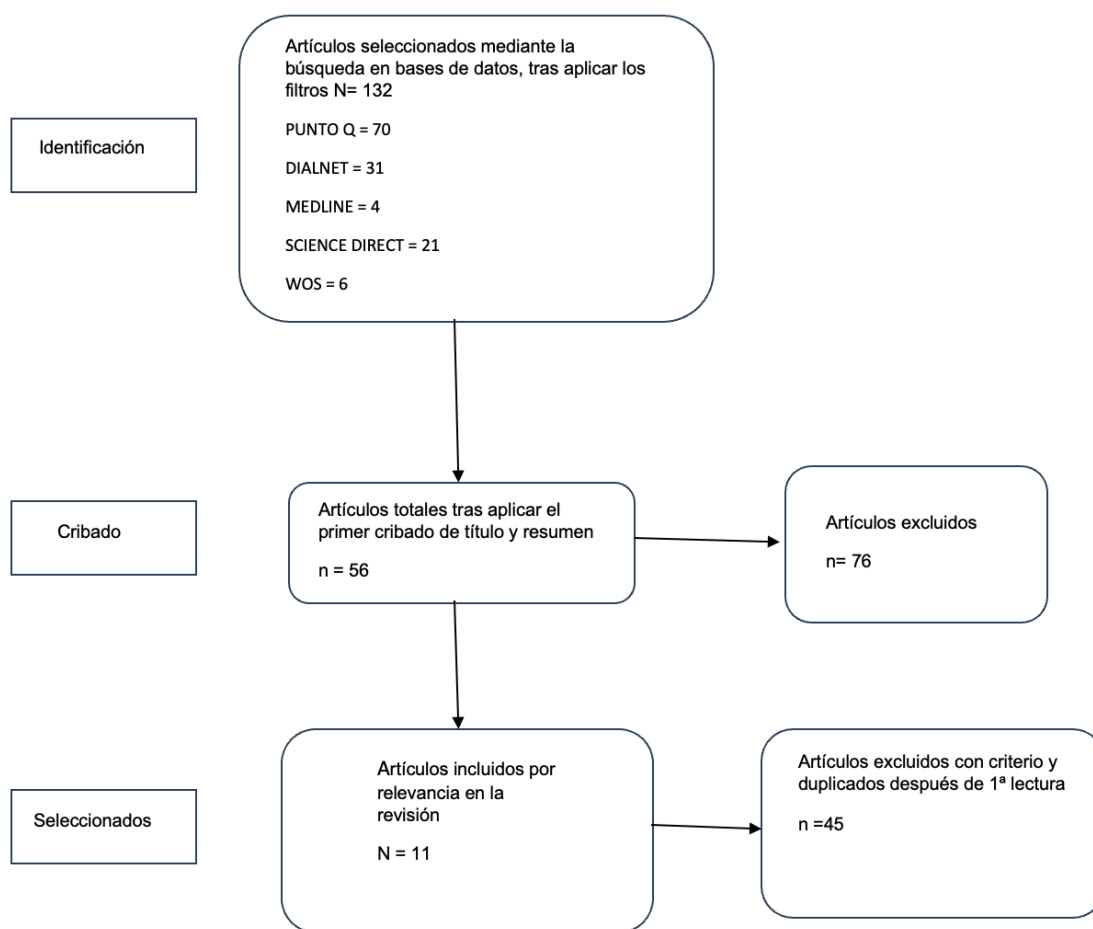 Identificación
Artículos seleccionados mediante la
búsqueda en bases de datos, tras aplicar los
filtros N= 132
PUNTO Q = 70
DIALNET = 31
MEDLINE = 4
SCIENCE DIRECT = 21
WOS = 6
Cribado
Artículos totales tras aplicar el
primer cribado de título y resumen
n = 56
Artículos excluidos
n= 76
Seleccionados
Artículos incluidos por
relevancia en la
revisión
N = 11
Artículos excluidos con criterio y
duplicados después de 1ª lectura
n =45